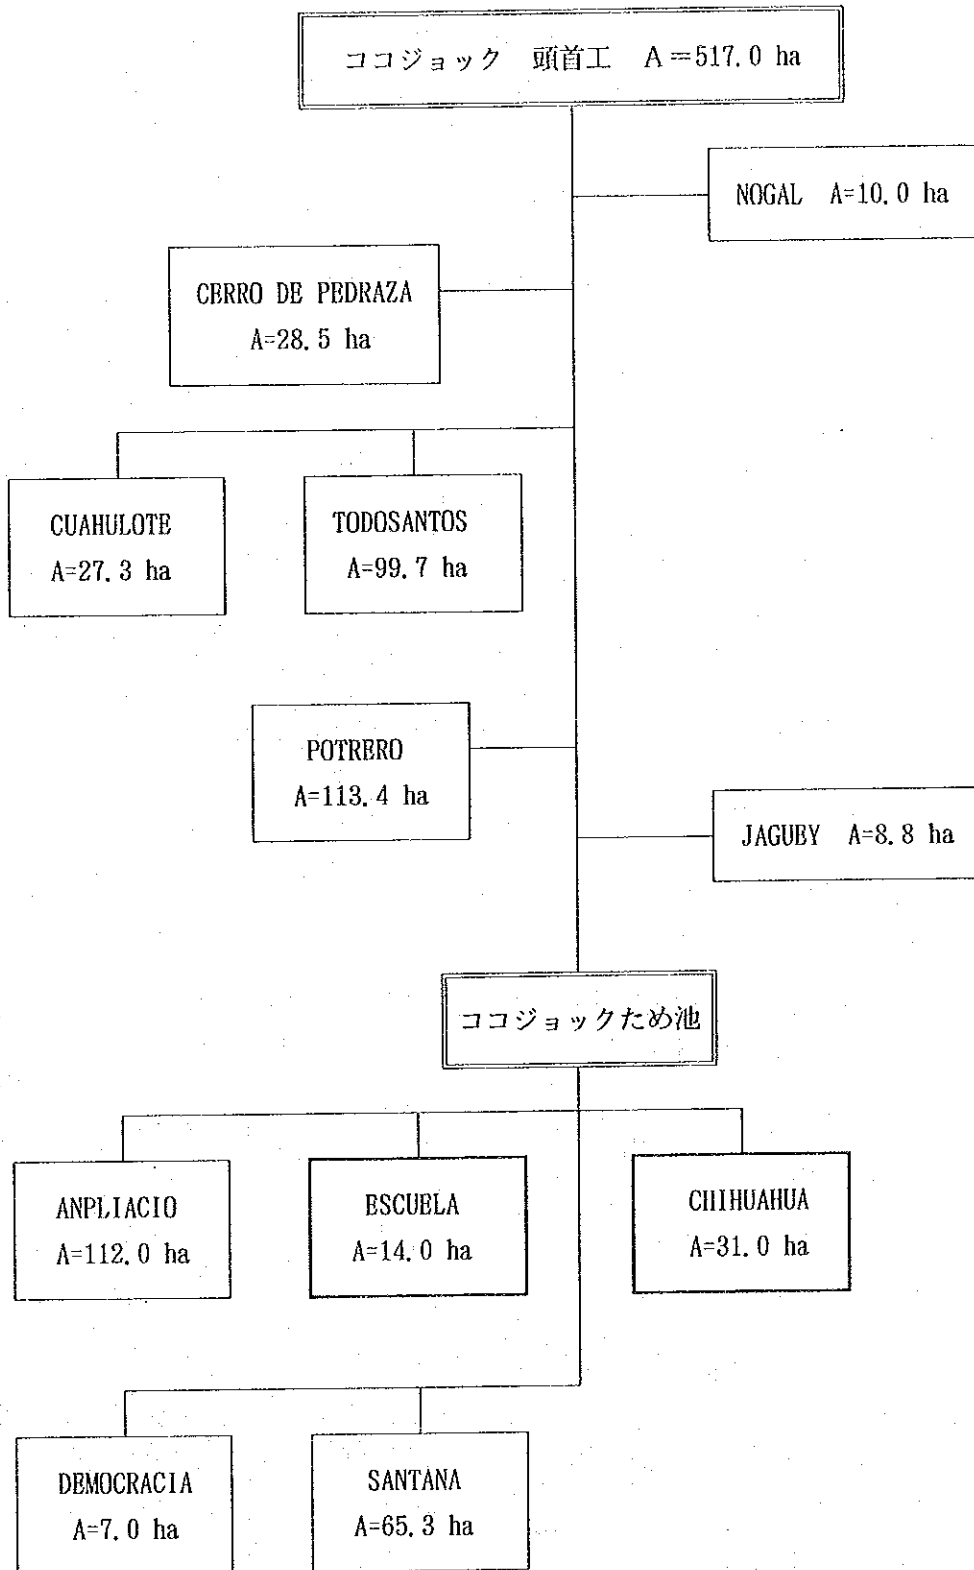 ココジョック 頭首工 A=517.0 ha
NOGAL A=10.0 ha
CERRO DE PEDRAZA
A=28.5 ha
CUAHULOTE
A=27.3 ha
TODOSANTOS
A=99.7 ha
POTRERO
A=113.4 ha
JAGUEY A=8.8 ha
ココジョックため池
ANPLIACIO
A=112.0 ha
ESCUELA
A=14.0 ha
CHIHUAHUA
A=31.0 ha
DEMOCRACIA
A=7.0 ha
SANTANA
A=65.3 ha